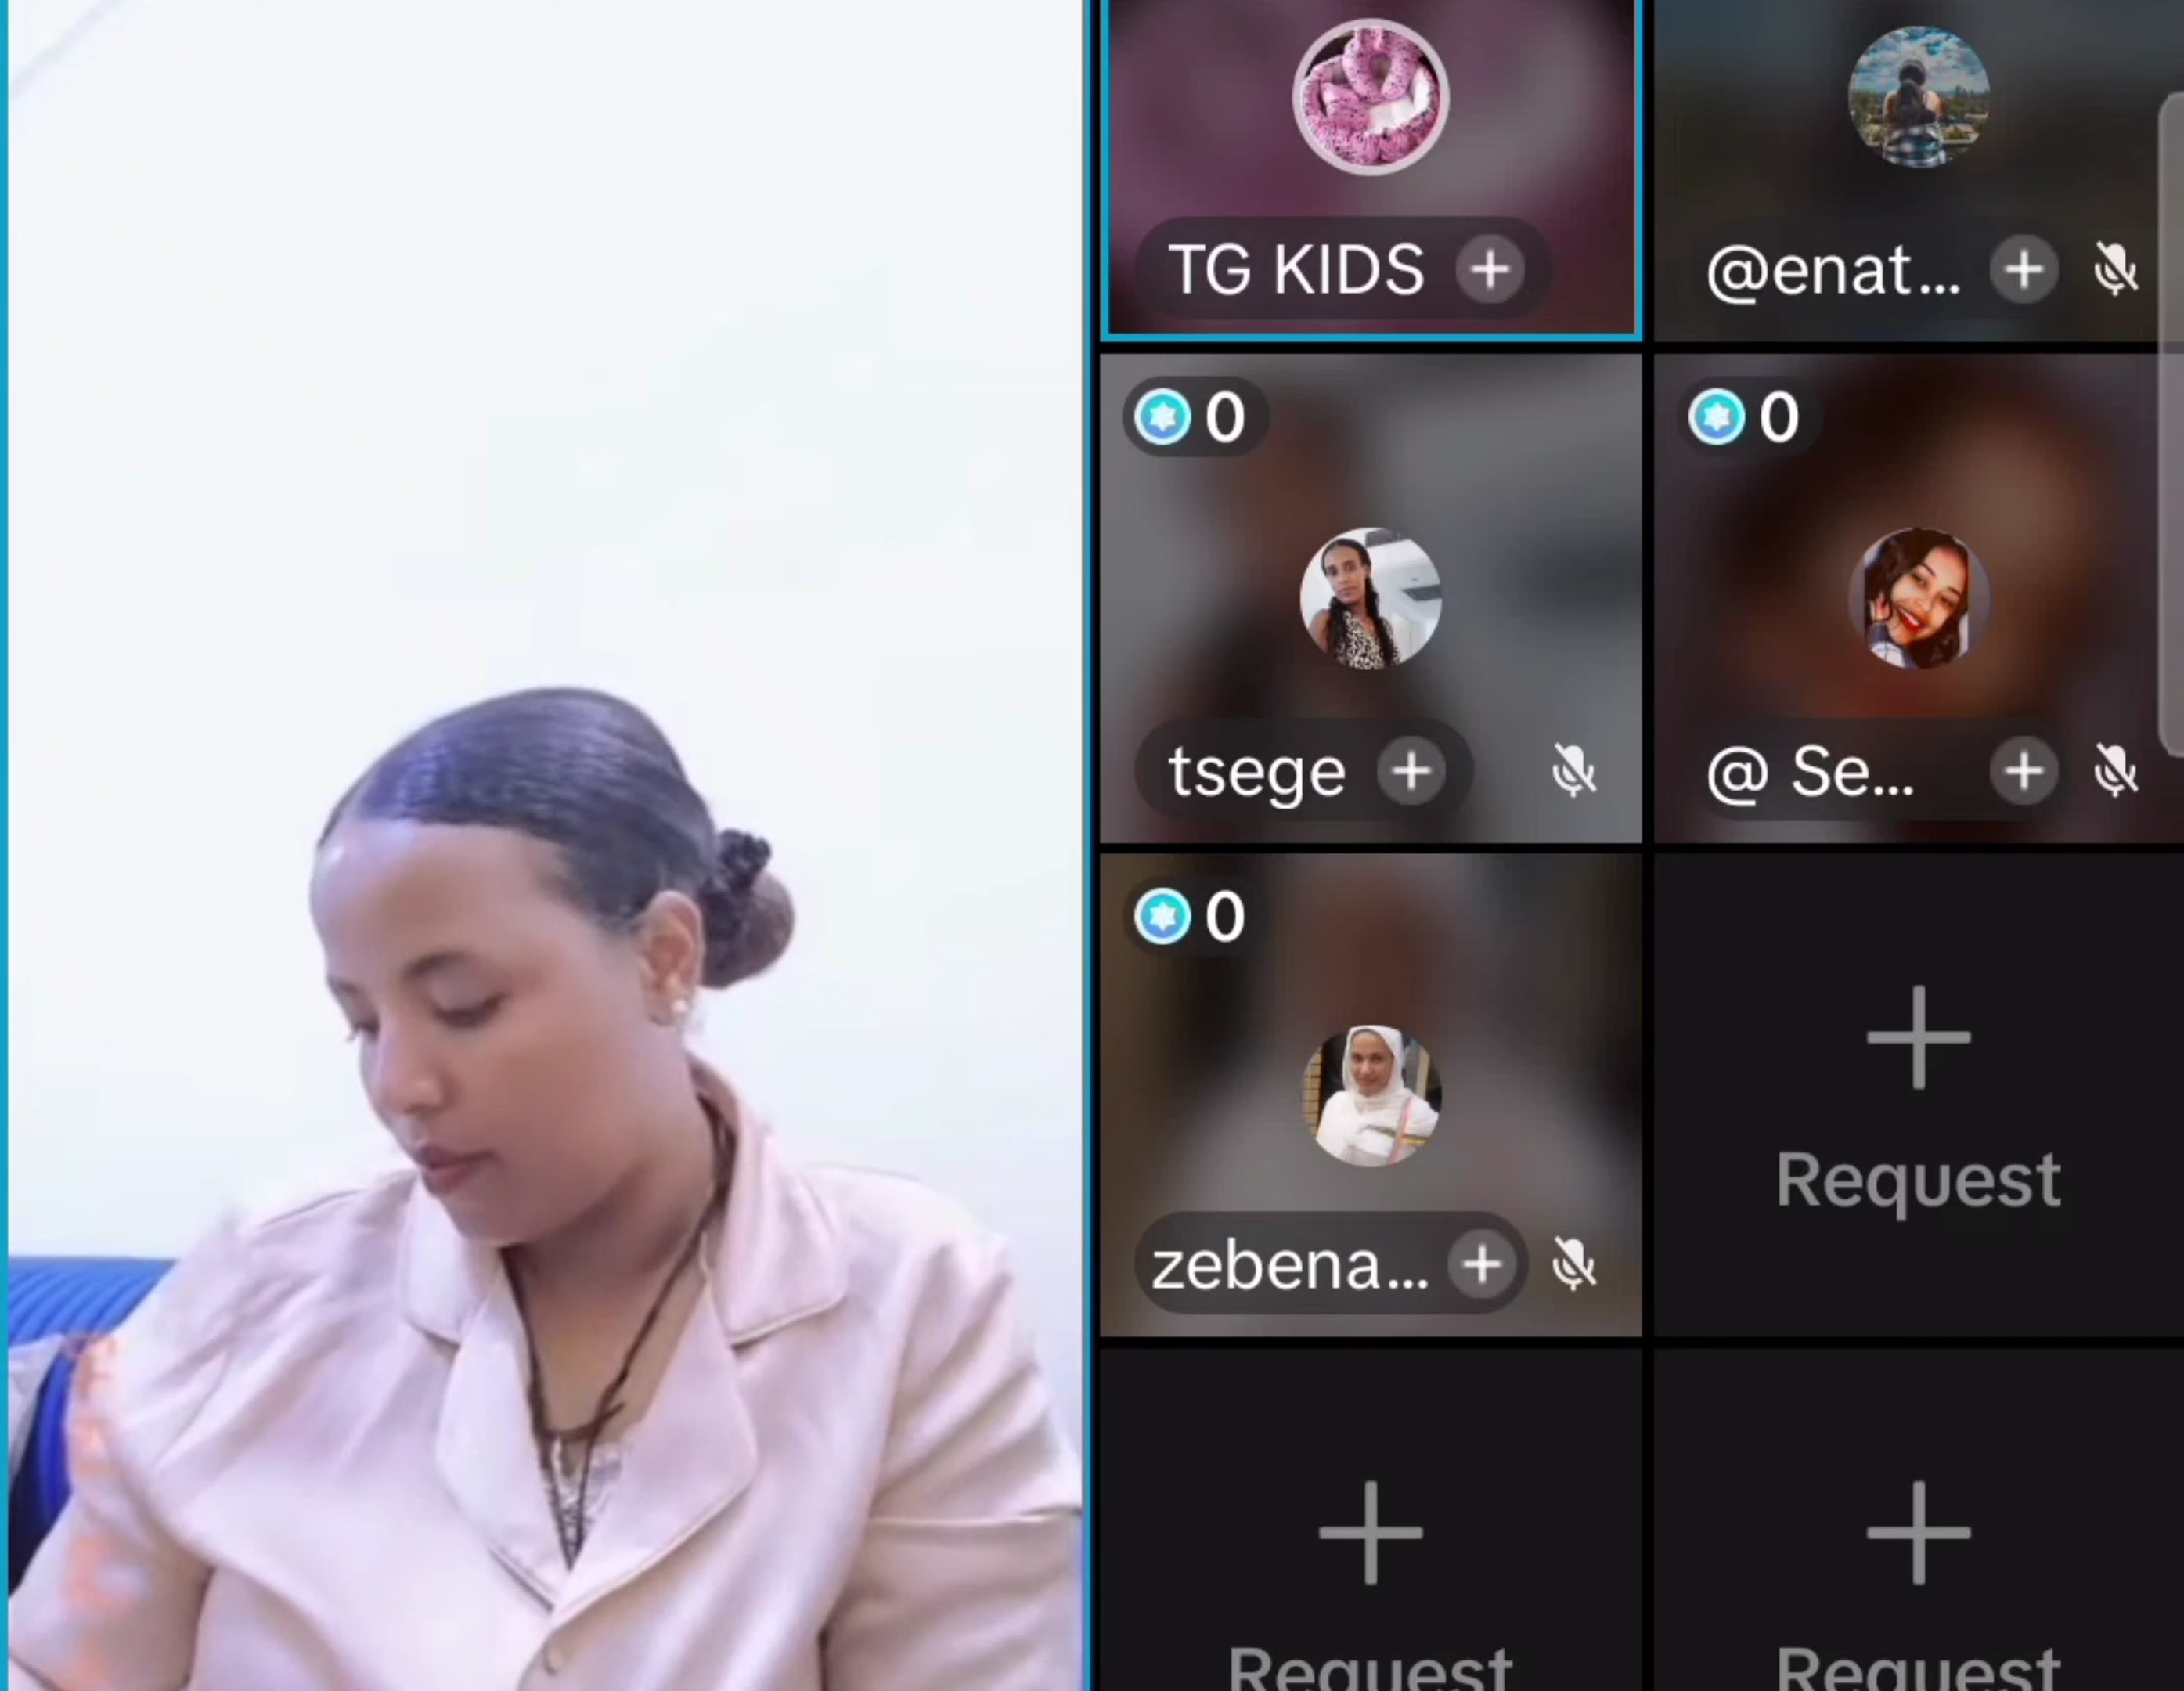 TG KIDS
@enat...
0
0
tsege
@ Se...
0
zebena...
Request
Request
Request